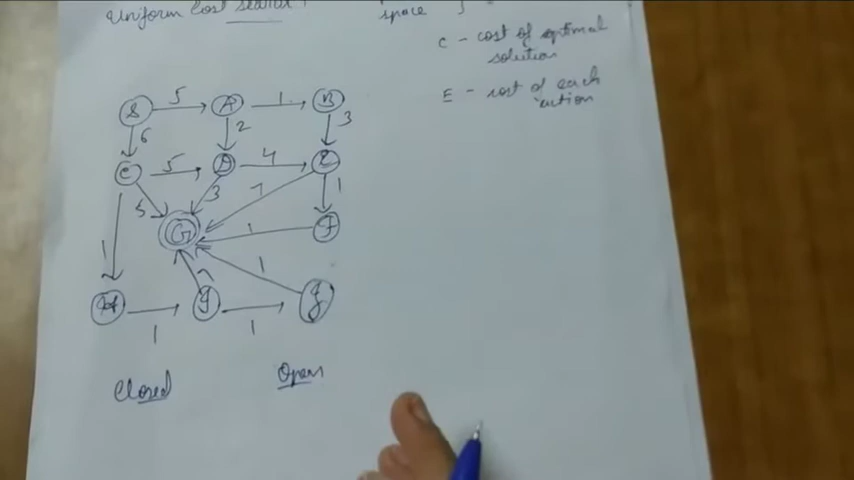 Uniform Cost search
space }
C - cost of optimal
solution
E - cost of each
action
S 5 A 1 B
6 2 3
C 5 D 4 E
5 3 7 1
G 1 F
1 7 1
H 1 I 1 J
Closed Open